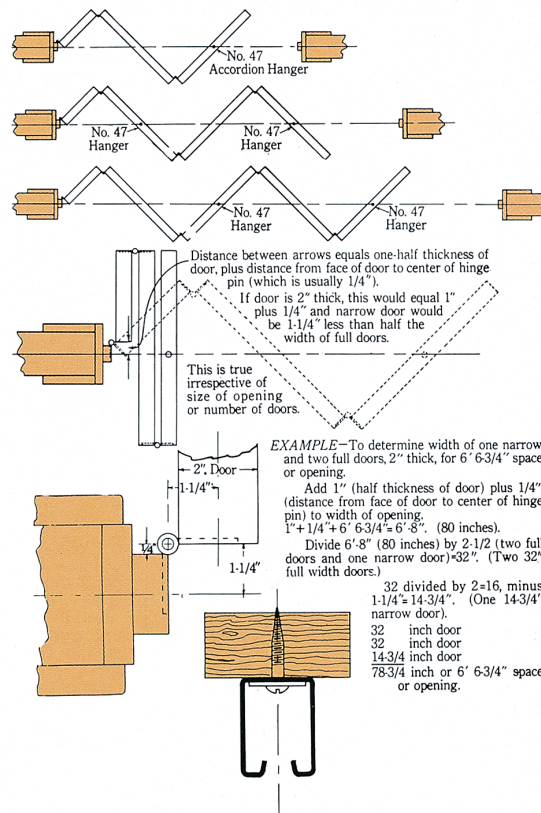 No. 47
Accordion Hanger
No. 47
Hanger
No. 47
Hanger
No. 47
Hanger
No. 47
Hanger
Distance between arrows equals one-half thickness of
door, plus distance from face of door to center of hinge
pin (which is usually 1/4").
If door is 2" thick, this would equal 1"
plus 1/4" and narrow door would
be 1-1/4" less than half the
width of full doors.
This is true
irrespective of
size of opening
or number of doors.
EXAMPLE—To determine width of one narrow
and two full doors, 2" thick, for 6' 6-3/4" space
or opening.
Add 1" (half thickness of door) plus 1/4"
(distance from face of door to center of hinge
pin) to width of opening.
1"+1/4"+6' 6-3/4"=6'-8". (80 inches).
Divide 6'-8" (80 inches) by 2-1/2 (two full
doors and one narrow door)=32". (Two 32"
full width doors.)
32 divided by 2=16, minus
1-1/4"=14-3/4". (One 14-3/4"
narrow door).
32 inch door
32 inch door
14-3/4 inch door
78-3/4 inch or 6' 6-3/4" space
or opening.
2" Door
1-1/4"
1/4"
1-1/4"